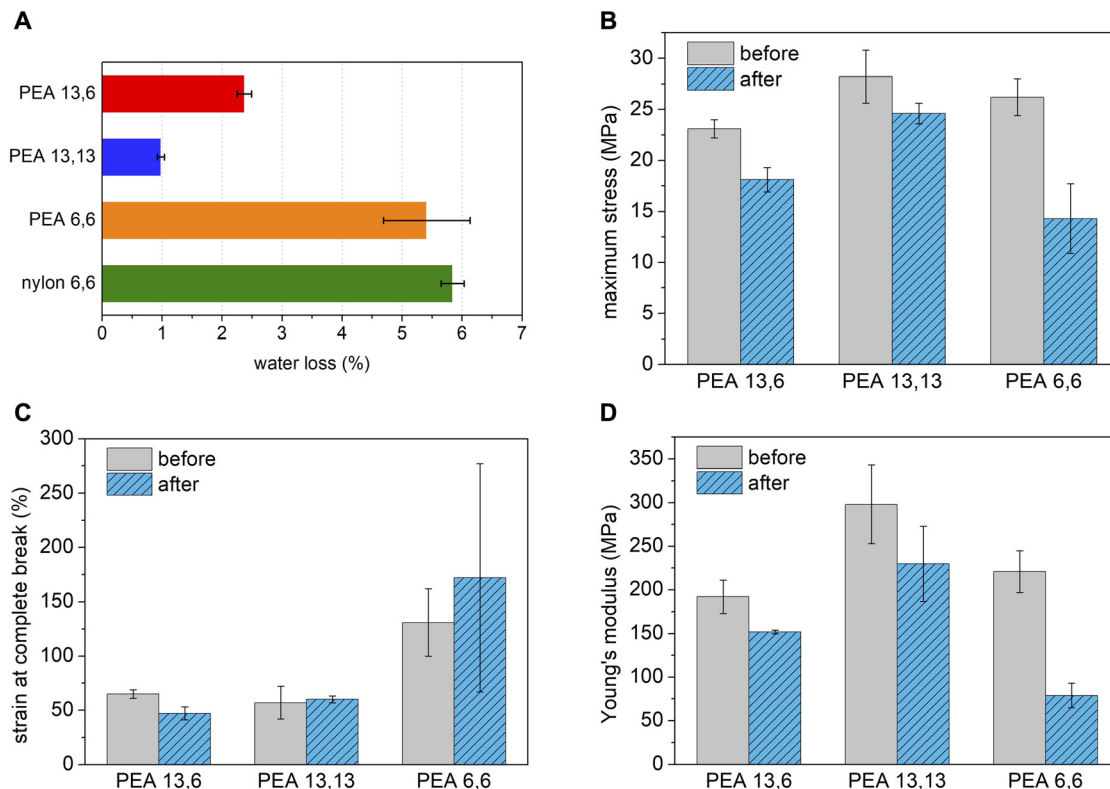 A
PEA 13,6
PEA 13,13
PEA 6,6
nylon 6,6
0 1 2 3 4 5 6 7
water loss (%)
B
before
after
30
25
20
15
10
5
0
maximum stress (MPa)
PEA 13,6 PEA 13,13 PEA 6,6
C
before
after
300
250
200
150
100
50
0
strain at complete break (%)
PEA 13,6 PEA 13,13 PEA 6,6
D
before
after
350
300
250
200
150
100
50
0
Young's modulus (MPa)
PEA 13,6 PEA 13,13 PEA 6,6